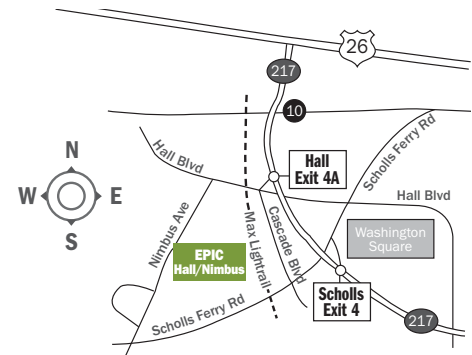 26
217
10
Hall Blvd
Hall
Exit 4A
Scholls Ferry Rd
N
W
E
S
Hall Blvd
Nimbus Ave
EPIC
Hall/Nimbus
Max Lightrail
Cascade Blvd
Washington
Square
Scholls Ferry Rd
Scholls
Exit 4
217